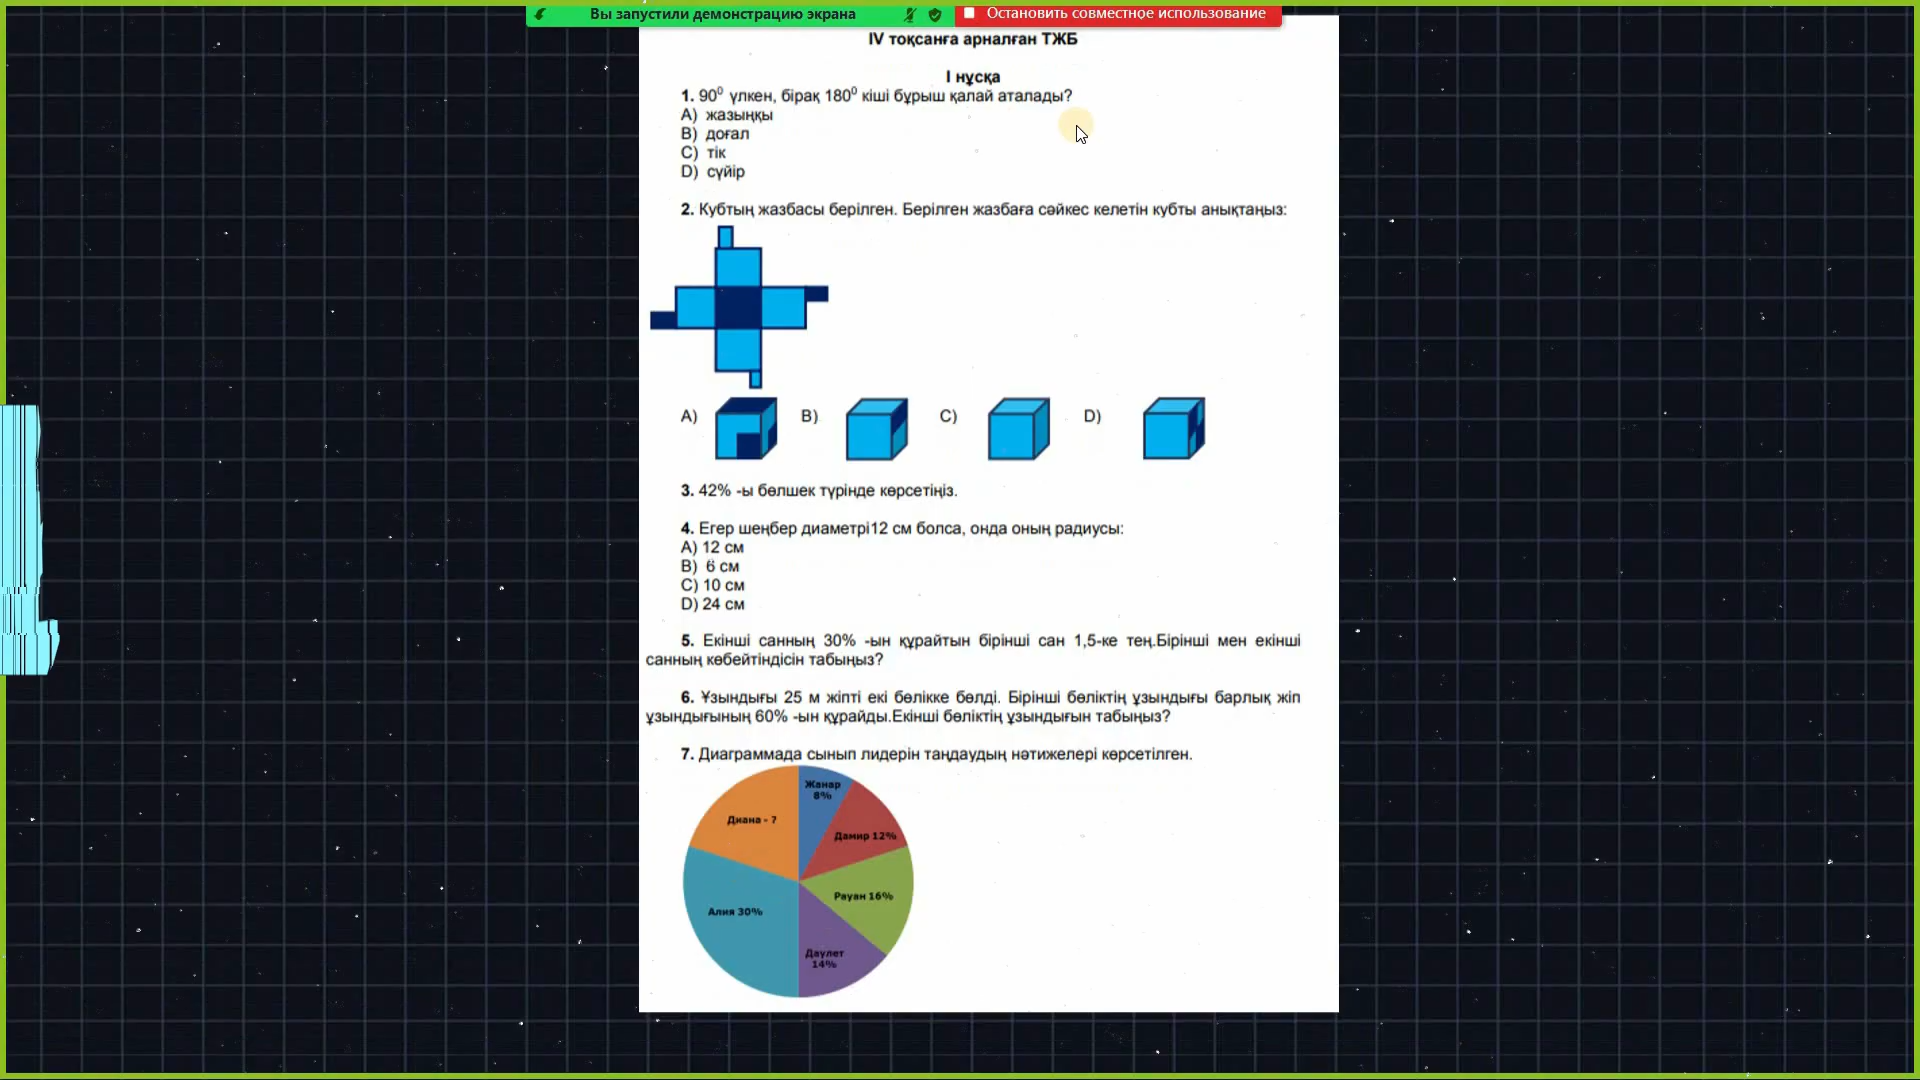 Вы запустили демонстрацию экрана
Остановить совместное использование
IV тоқсанға арналған ТЖБ
I нұсқа
1. 90⁰ үлкен, бірақ 180⁰ кіші бұрыш қалай аталады?
A) жазыңқы
B) доғал
C) тік
D) сүйір
2. Кубтың жазбасы берілген. Берілген жазбаға сәйкес келетін кубты анықтаңыз:
A) B) C) D)
3. 42% -ы бөлшек түрінде көрсетіңіз.
4. Егер шеңбер диаметрі12 см болса, онда оның радиусы:
A) 12 см
B) 6 см
C) 10 см
D) 24 см
5. Екінші санның 30% -ын құрайтын бірінші сан 1,5-ке тең.Бірінші мен екінші
санның көбейтіндісін табыңыз?
6. Ұзындығы 25 м жіпті екі бөлікке бөлді. Бірінші бөліктің ұзындығы барлық жіп
ұзындығының 60% -ын құрайды.Екінші бөліктің ұзындығын табыңыз?
7. Диаграммада сынып лидерін таңдаудың нәтижелері көрсетілген.
Жанар
8%
Диана - ?
Дамир 12%
Рауан 16%
Алия 30%
Даулет
14%